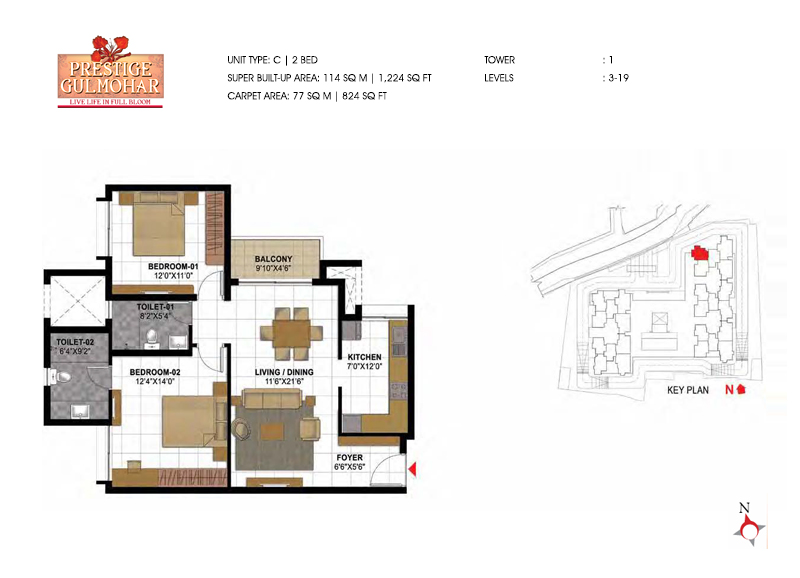 PRESTIGE
GULMOHAR
LIVE LIFE IN FULL BLOOM
UNIT TYPE: C | 2 BED
SUPER BUILT-UP AREA: 114 SQ M | 1,224 SQ FT
CARPET AREA: 77 SQ M | 824 SQ FT
TOWER : 1
LEVELS : 3-19
BALCONY
9'10"X4'6"
BEDROOM-01
12'0"X11'0"
TOILET-01
8'2"X5'4"
TOILET-02
6'4"X9'2"
BEDROOM-02
12'4"X14'0"
LIVING / DINING
11'6"X21'6"
KITCHEN
7'0"X12'0"
FOYER
6'6"X5'6"
KEY PLAN N
N